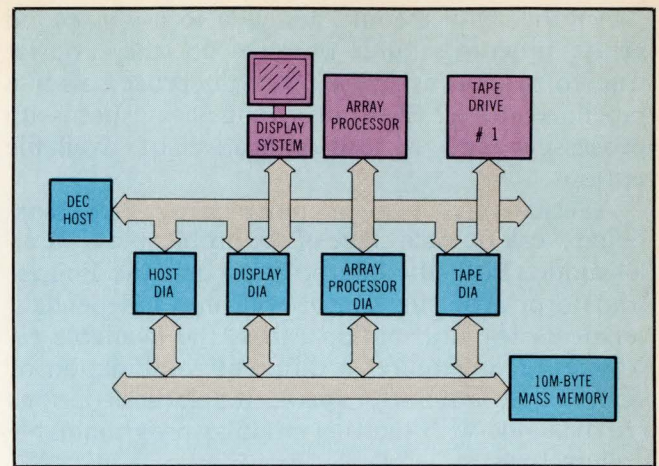 DISPLAY
SYSTEM
ARRAY
PROCESSOR
TAPE
DRIVE
# 1
DEC
HOST
HOST
DIA
DISPLAY
DIA
ARRAY
PROCESSOR
DIA
TAPE
DIA
10M-BYTE
MASS MEMORY